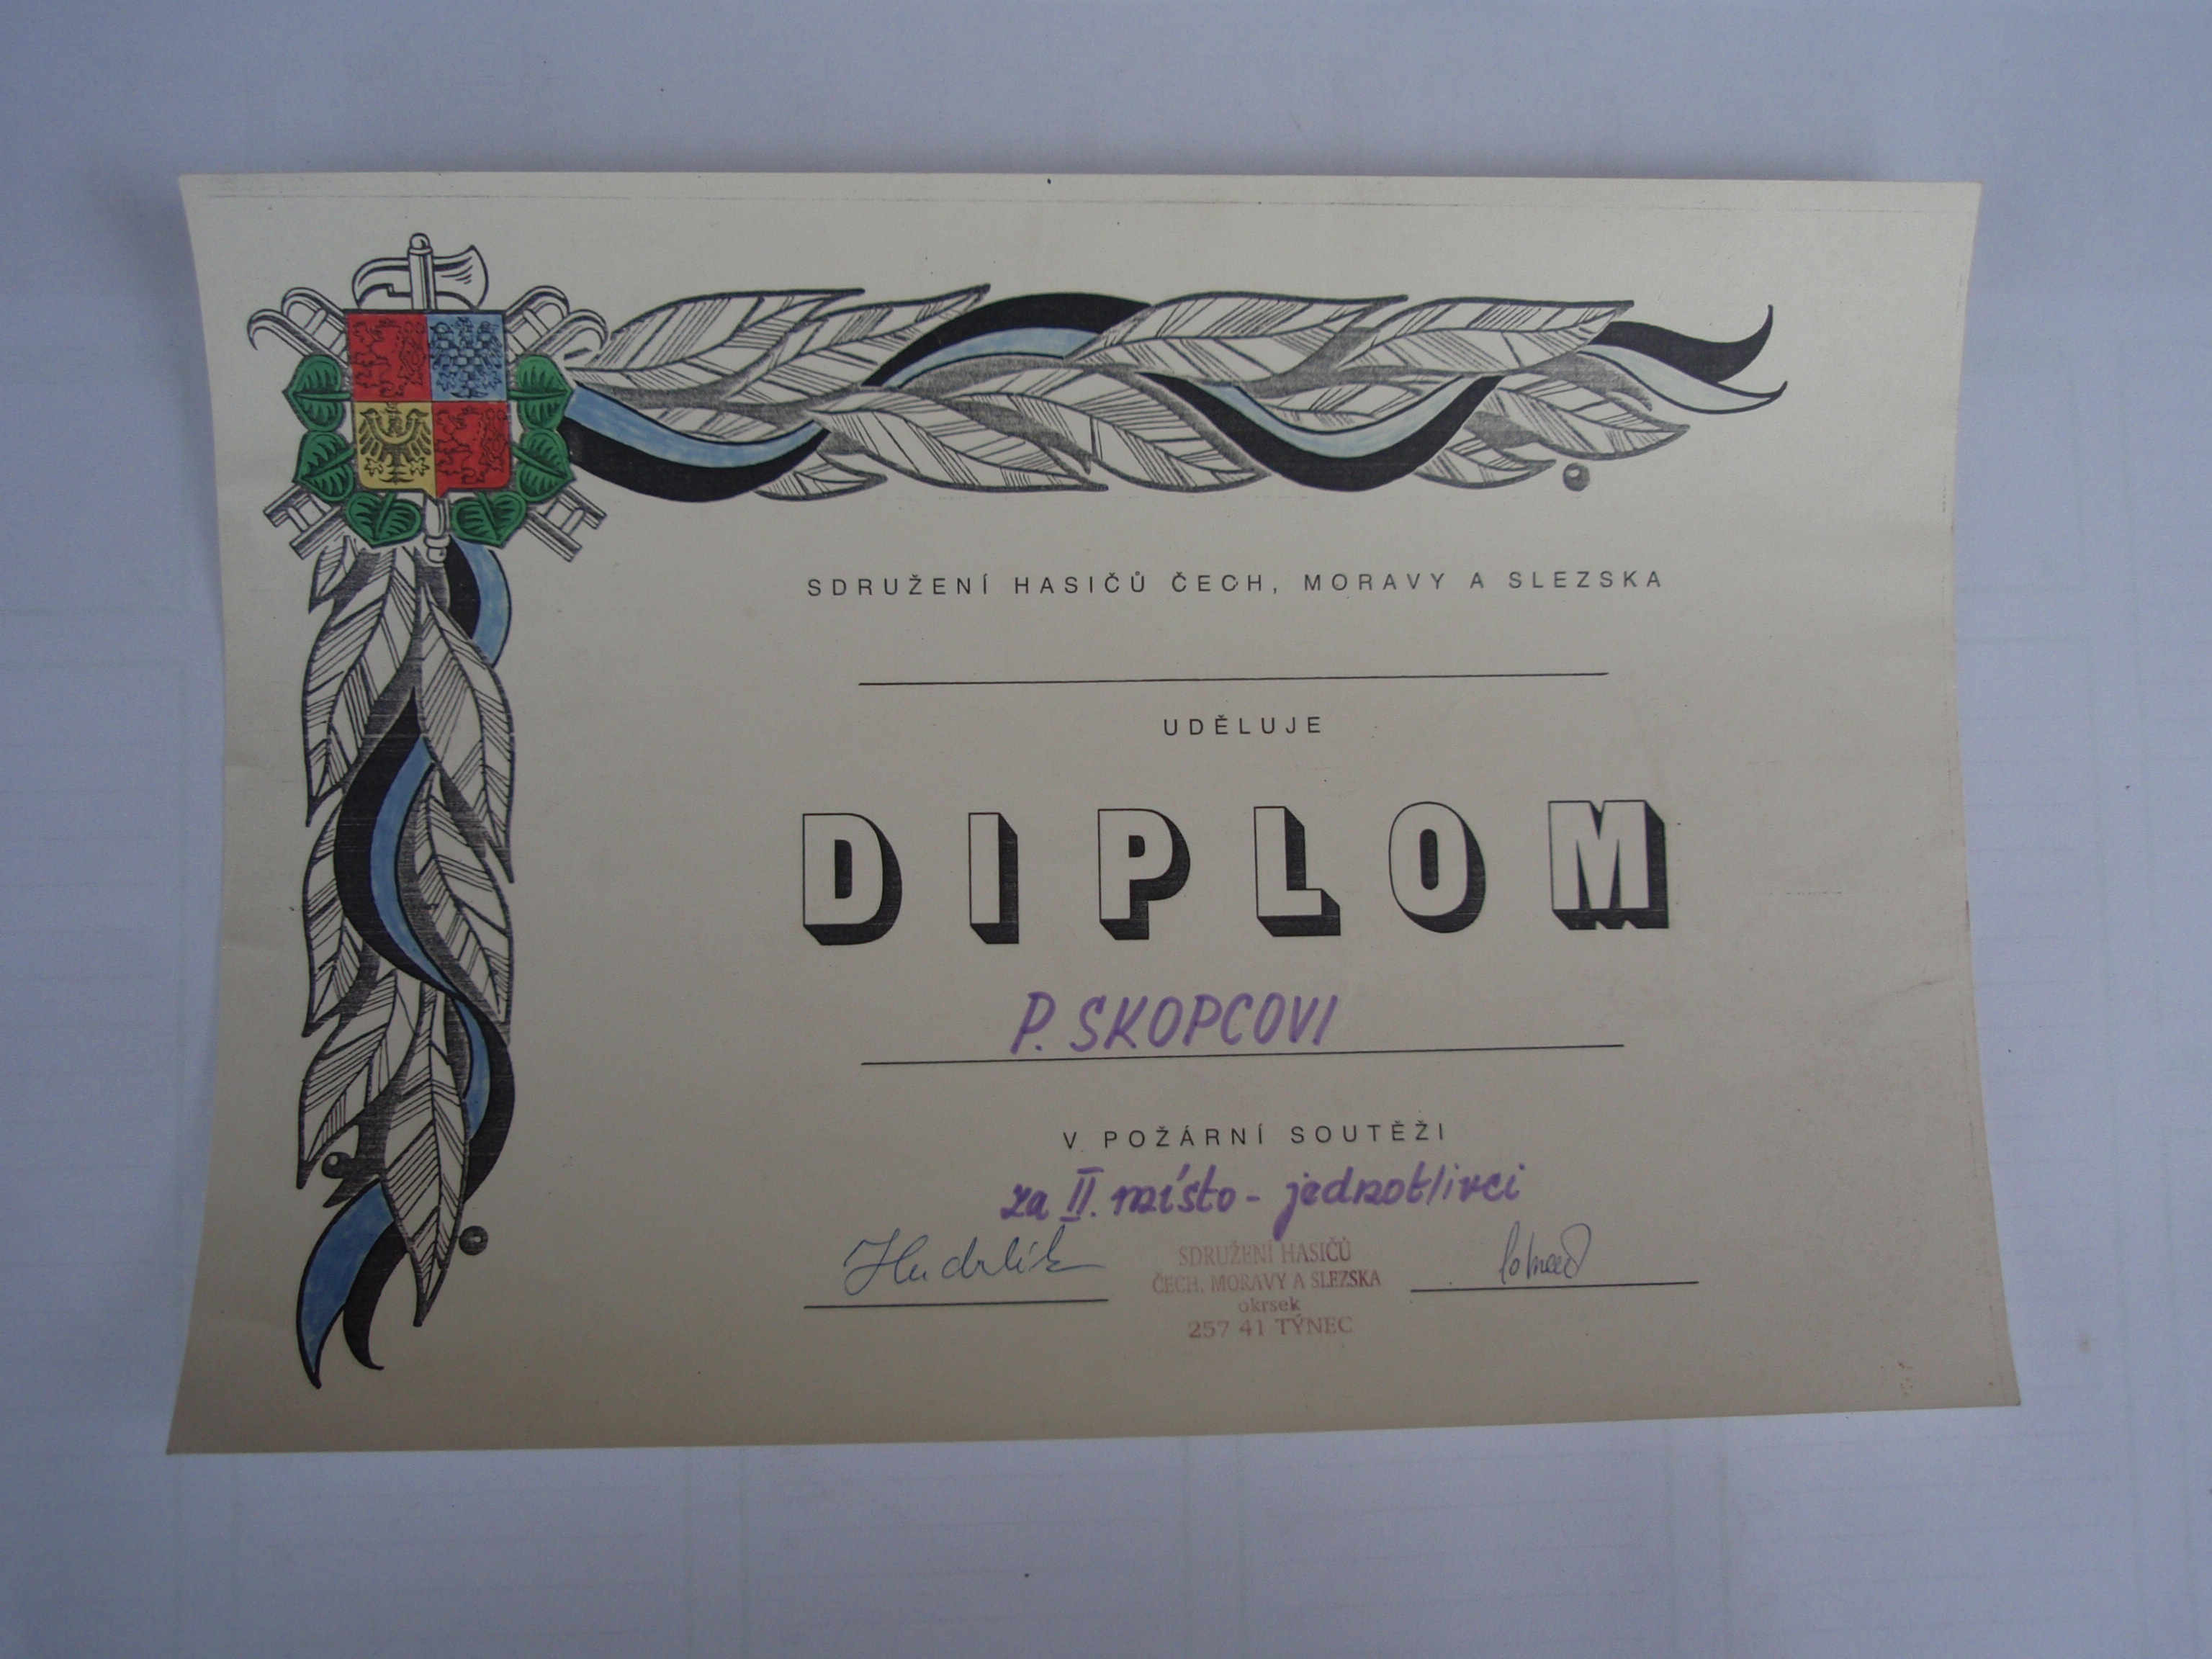 SDRUŽENÍ HASIČŮ ČECH, MORAVY A SLEZSKA
UDĚLUJE
DIPLOM
P. SKOPCOVI
V POŽÁRNÍ SOUTĚŽI
za II. místo - jednotlivci
Hudrlík
SDRUŽENÍ HASIČŮ
ČECH, MORAVY A SLEZSKA
okrsek
257 41 TÝNEC